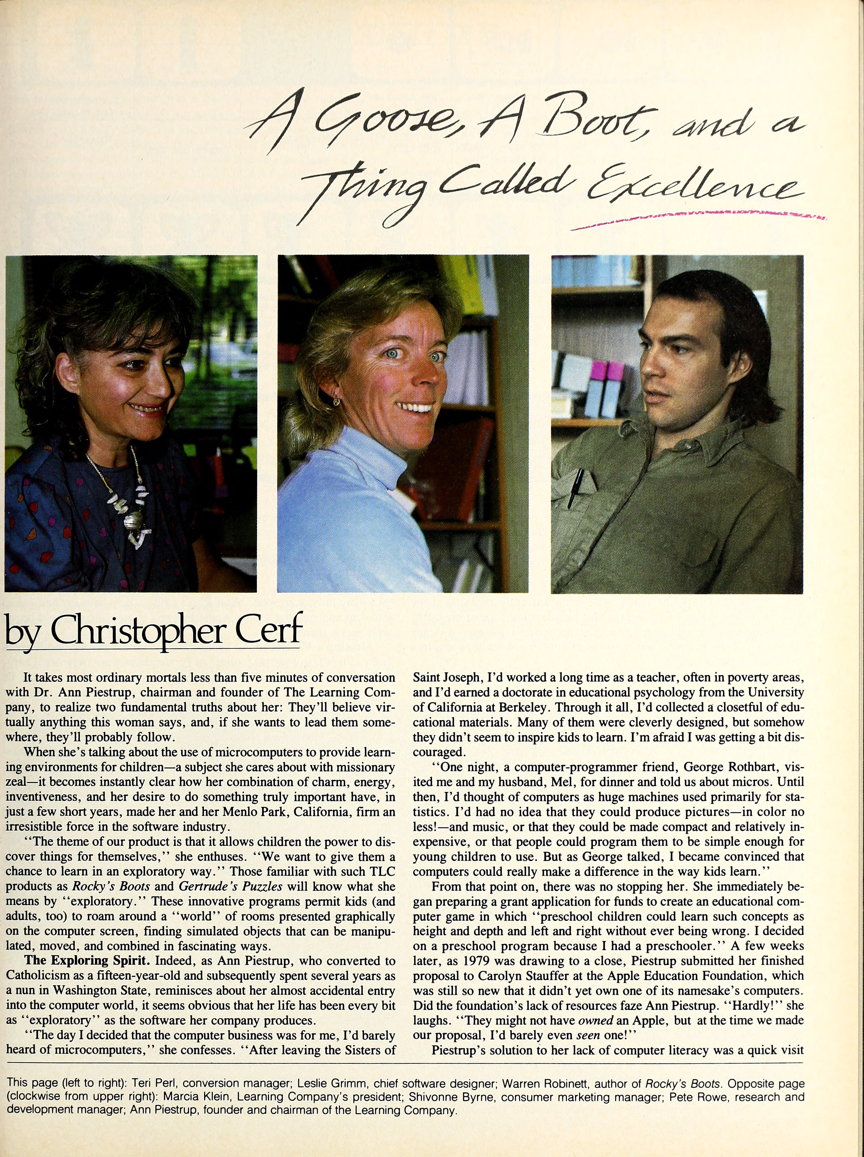 A Goose, A Boot, and a
Thing Called Excellence
by Christopher Cerf
It takes most ordinary mortals less than five minutes of conversation
with Dr. Ann Piestrup, chairman and founder of The Learning Com-
pany, to realize two fundamental truths about her: They'll believe vir-
tually anything this woman says, and, if she wants to lead them some-
where, they'll probably follow.
When she's talking about the use of microcomputers to provide learn-
ing environments for children—a subject she cares about with missionary
zeal—it becomes instantly clear how her combination of charm, energy,
inventiveness, and her desire to do something truly important have, in
just a few short years, made her and her Menlo Park, California, firm an
irresistible force in the software industry.
‘‘The theme of our product is that it allows children the power to dis-
cover things for themselves,’’ she enthuses. ‘‘We want to give them a
chance to learn in an exploratory way.’’ Those familiar with such TLC
products as Rocky's Boots and Gertrude's Puzzles will know what she
means by ‘‘exploratory.’’ These innovative programs permit kids (and
adults, too) to roam around a ‘‘world’’ of rooms presented graphically
on the computer screen, finding simulated objects that can be manipu-
lated, moved, and combined in fascinating ways.
The Exploring Spirit. Indeed, as Ann Piestrup, who converted to
Catholicism as a fifteen-year-old and subsequently spent several years as
a nun in Washington State, reminisces about her almost accidental entry
into the computer world, it seems obvious that her life has been every bit
as ‘‘exploratory’’ as the software her company produces.
‘‘The day I decided that the computer business was for me, I'd barely
heard of microcomputers,’’ she confesses. ‘‘After leaving the Sisters of
Saint Joseph, I'd worked a long time as a teacher, often in poverty areas,
and I'd earned a doctorate in educational psychology from the University
of California at Berkeley. Through it all, I'd collected a closetful of edu-
cational materials. Many of them were cleverly designed, but somehow
they didn't seem to inspire kids to learn. I'm afraid I was getting a bit dis-
couraged.
‘‘One night, a computer-programmer friend, George Rothbart, vis-
ited me and my husband, Mel, for dinner and told us about micros. Until
then, I'd thought of computers as huge machines used primarily for sta-
tistics. I'd had no idea that they could produce pictures—in color no
less!—and music, or that they could be made compact and relatively in-
expensive, or that people could program them to be simple enough for
young children to use. But as George talked, I became convinced that
computers could really make a difference in the way kids learn.’’
From that point on, there was no stopping her. She immediately be-
gan preparing a grant application for funds to create an educational com-
puter game in which ‘‘preschool children could learn such concepts as
height and depth and left and right without ever being wrong. I decided
on a preschool program because I had a preschooler.’’ A few weeks
later, as 1979 was drawing to a close, Piestrup submitted her finished
proposal to Carolyn Stauffer at the Apple Education Foundation, which
was still so new that it didn't yet own one of its namesake's computers.
Did the foundation's lack of resources faze Ann Piestrup. ‘‘Hardly!’’ she
laughs. ‘‘They might not have owned an Apple, but at the time we made
our proposal, I'd barely even seen one!’’
Piestrup's solution to her lack of computer literacy was a quick visit
This page (left to right): Teri Perl, conversion manager; Leslie Grimm, chief software designer; Warren Robinett, author of Rocky's Boots. Opposite page
(clockwise from upper right): Marcia Klein, Learning Company's president; Shivonne Byrne, consumer marketing manager; Pete Rowe, research and
development manager; Ann Piestrup, founder and chairman of the Learning Company.